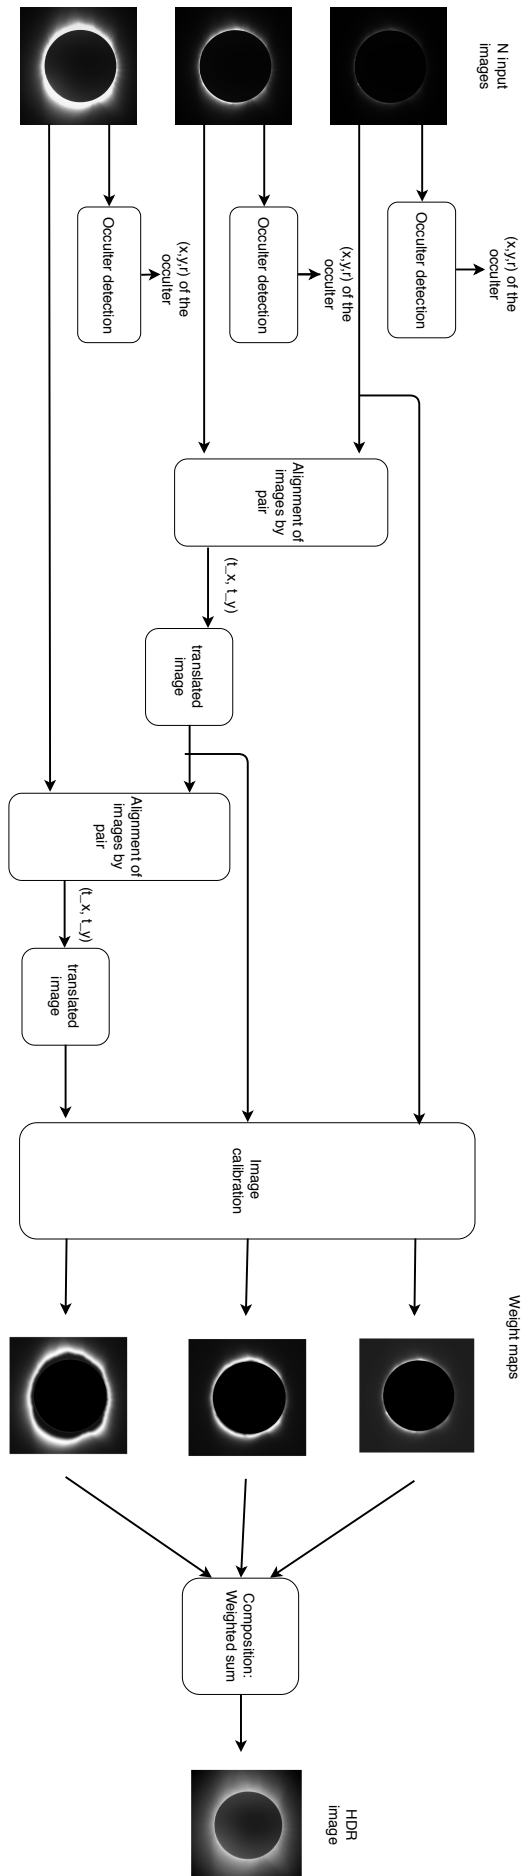 N input
images
(x,y,r) of the
occulter
Occulter detection
(x,y,r) of the
occulter
Occulter detection
(x,y,r) of the
occulter
Occulter detection
Alignment of
images by
pair
(t_x, t_y)
translated
image
Alignment of
images by
pair
(t_x, t_y)
translated
image
Image
calibration
Weight maps
Composition:
Weighted sum
HDR
image